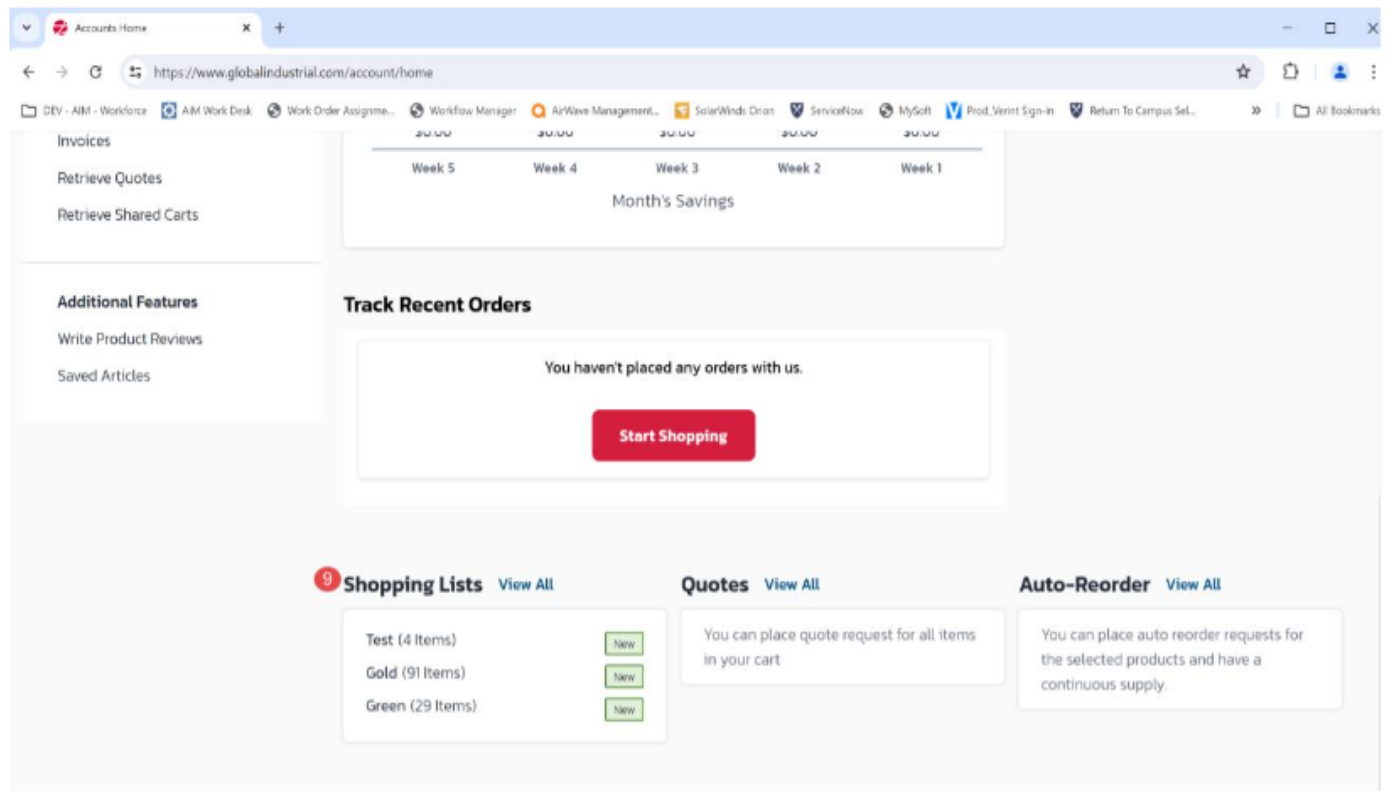 Accounts Home
https://www.globalindustrial.com/account/home
DEV - AIM - Workforce AiM Work Desk Work Order Assignme... Workflow Manager AirWave Management... SolarWinds Orion ServiceNow MySoft Prod_Verint Sign-in Return To Campus Sel... » All Bookmarks
Invoices
Retrieve Quotes
Retrieve Shared Carts
Additional Features
Write Product Reviews
Saved Articles
$0.00 $0.00 $0.00 $0.00 $0.00
Week 5 Week 4 Week 3 Week 2 Week 1
Month's Savings
Track Recent Orders
You haven't placed any orders with us.
Start Shopping
9 Shopping Lists View All
Test (4 Items) New
Gold (91 Items) New
Green (29 Items) New
Quotes View All
You can place quote request for all items
in your cart
Auto-Reorder View All
You can place auto reorder requests for
the selected products and have a
continuous supply.